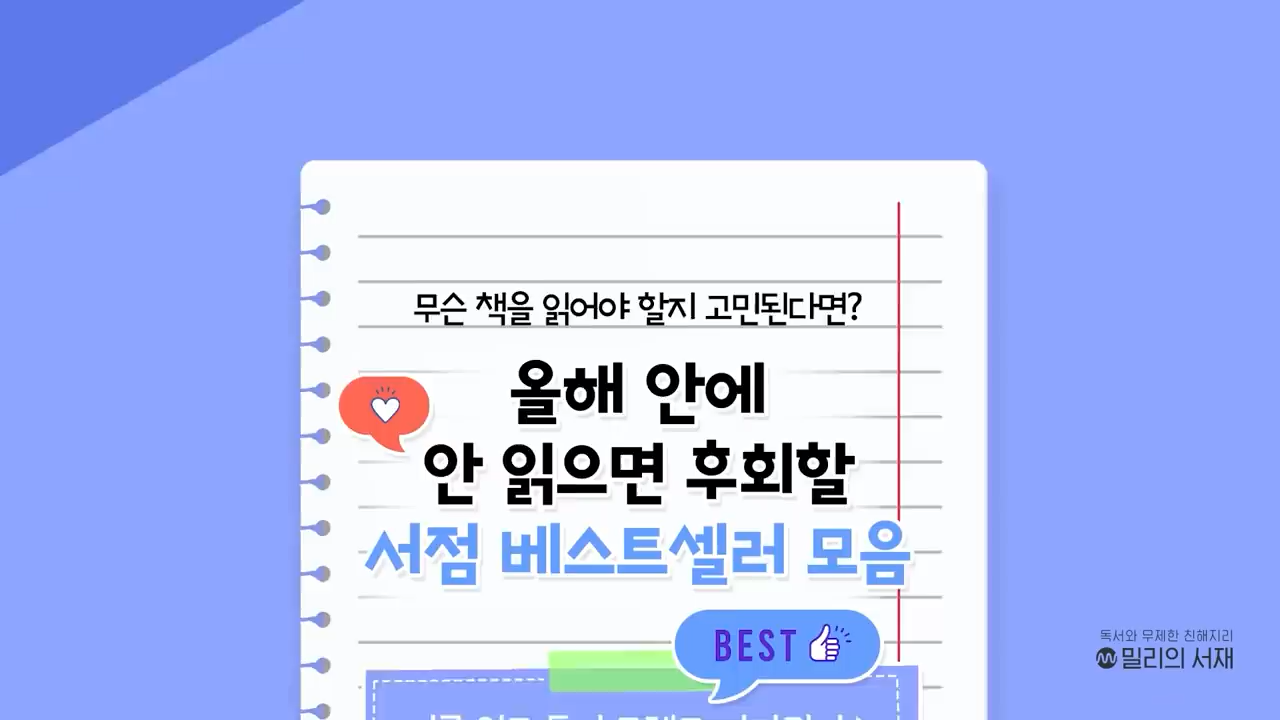 무슨 책을 읽어야 할지 고민된다면?
올해 안에
안 읽으면 후회할
서점 베스트셀러 모음
BEST
독서와 무제한 친해지리
밀리의 서재